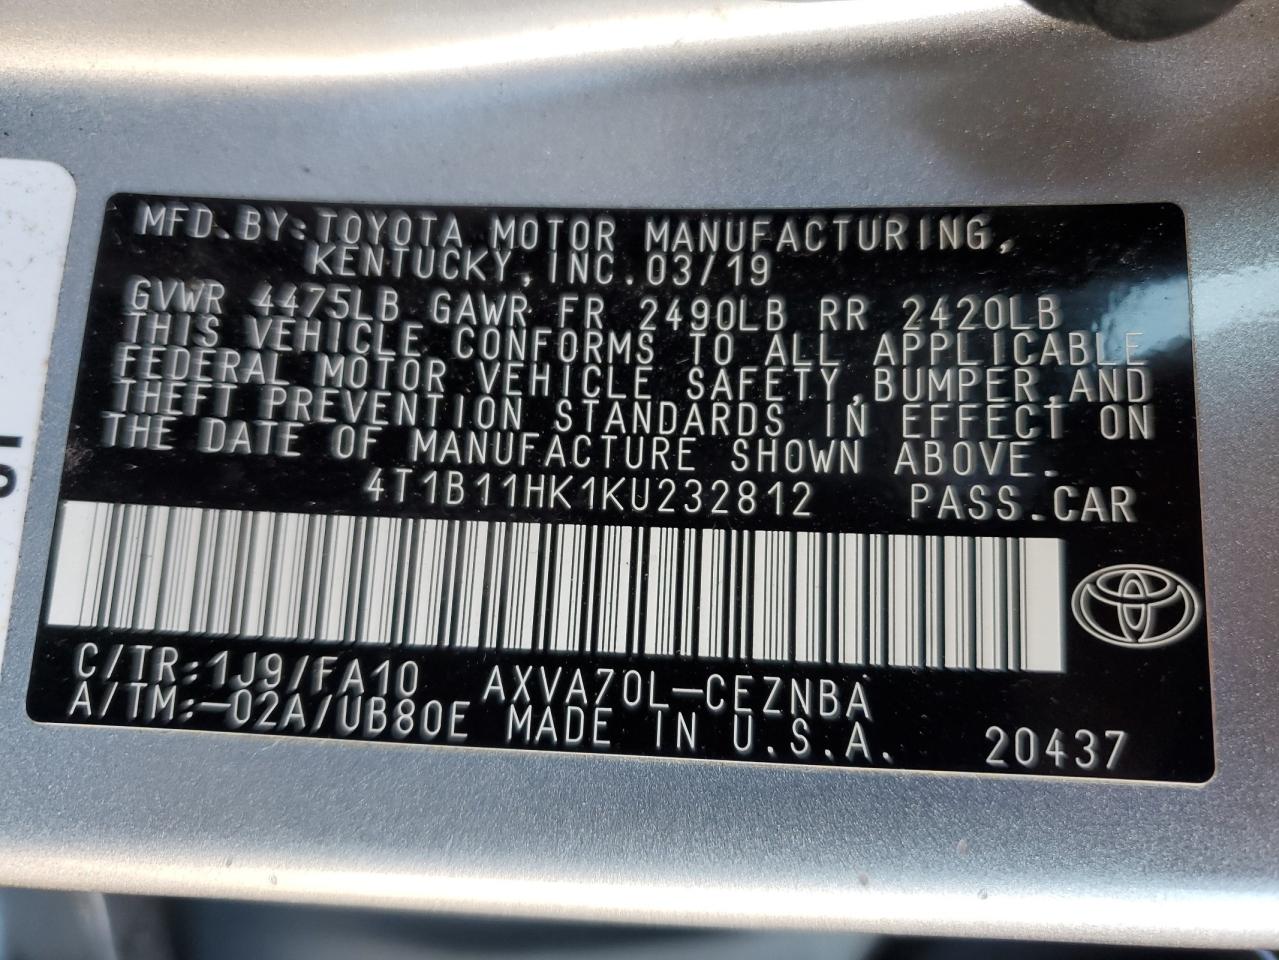 MFD. BY: TOYOTA MOTOR MANUFACTURING,
KENTUCKY, INC. 03/19
GVWR 4475LB GAWR FR 2490LB RR 2420LB
THIS VEHICLE CONFORMS TO ALL APPLICABLE
FEDERAL MOTOR VEHICLE SAFETY, BUMPER, AND
THEFT PREVENTION STANDARDS IN EFFECT ON
THE DATE OF MANUFACTURE SHOWN ABOVE.
4T1B11HK1KU232812 PASS. CAR
C/TR:1J9/FA10 AXVA70L-CEZNBA
A/TM:-02A/UB80E MADE IN U.S.A. 20437